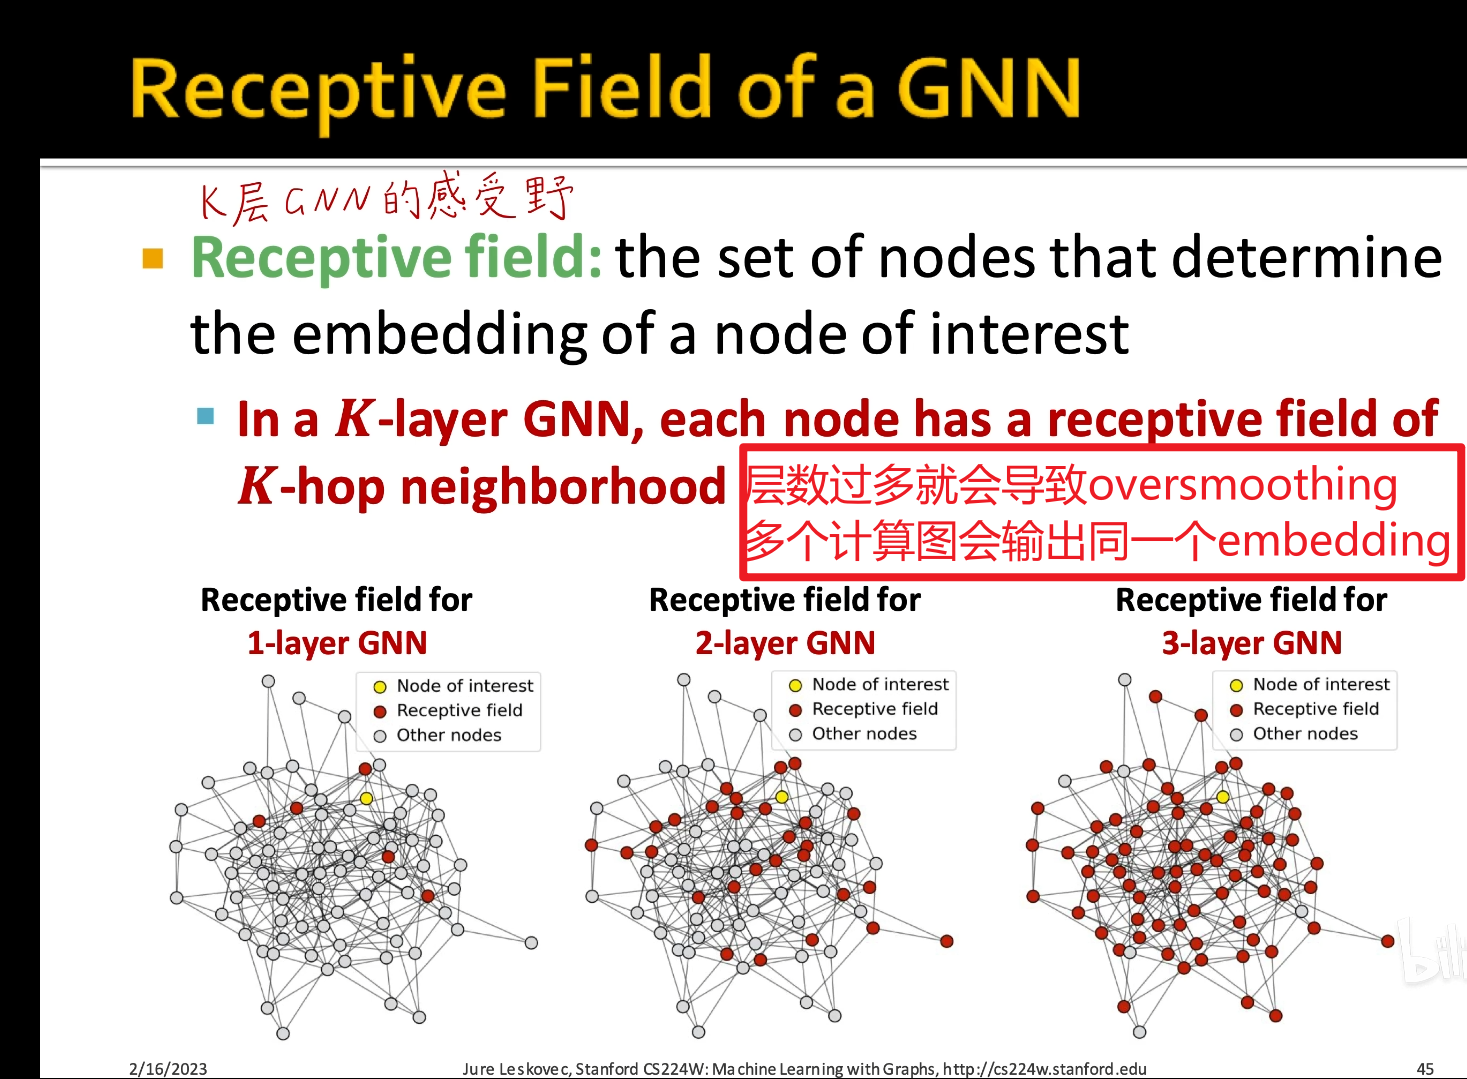 Receptive Field of a GNN
K层GNN的感受野
Receptive field: the set of nodes that determine
the embedding of a node of interest
In a K-layer GNN, each node has a receptive field of
K-hop neighborhood
层数过多就会导致oversmoothing
多个计算图会输出同一个embedding
Receptive field for
1-layer GNN
Node of interest
Receptive field
Other nodes
Receptive field for
2-layer GNN
Node of interest
Receptive field
Other nodes
Receptive field for
3-layer GNN
Node of interest
Receptive field
Other nodes
2/16/2023
Jure Leskovec, Stanford CS224W: Machine Learning with Graphs, http://cs224w.stanford.edu
45